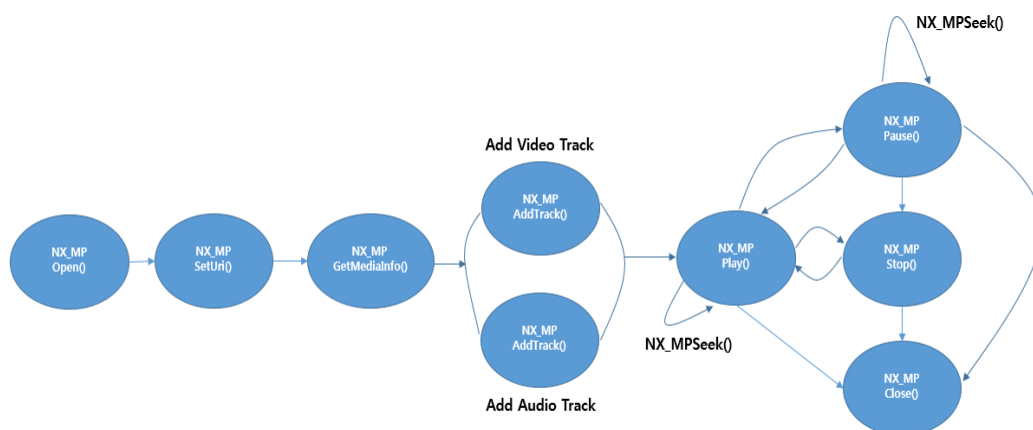 NX_MP
Open()
NX_MP
SetUri()
NX_MP
GetMediaInfo()
Add Video Track
NX_MP
AddTrack()
NX_MP
AddTrack()
Add Audio Track
NX_MP
Play()
NX_MPSeek()
NX_MPSeek()
NX_MP
Pause()
NX_MP
Stop()
NX_MP
Close()